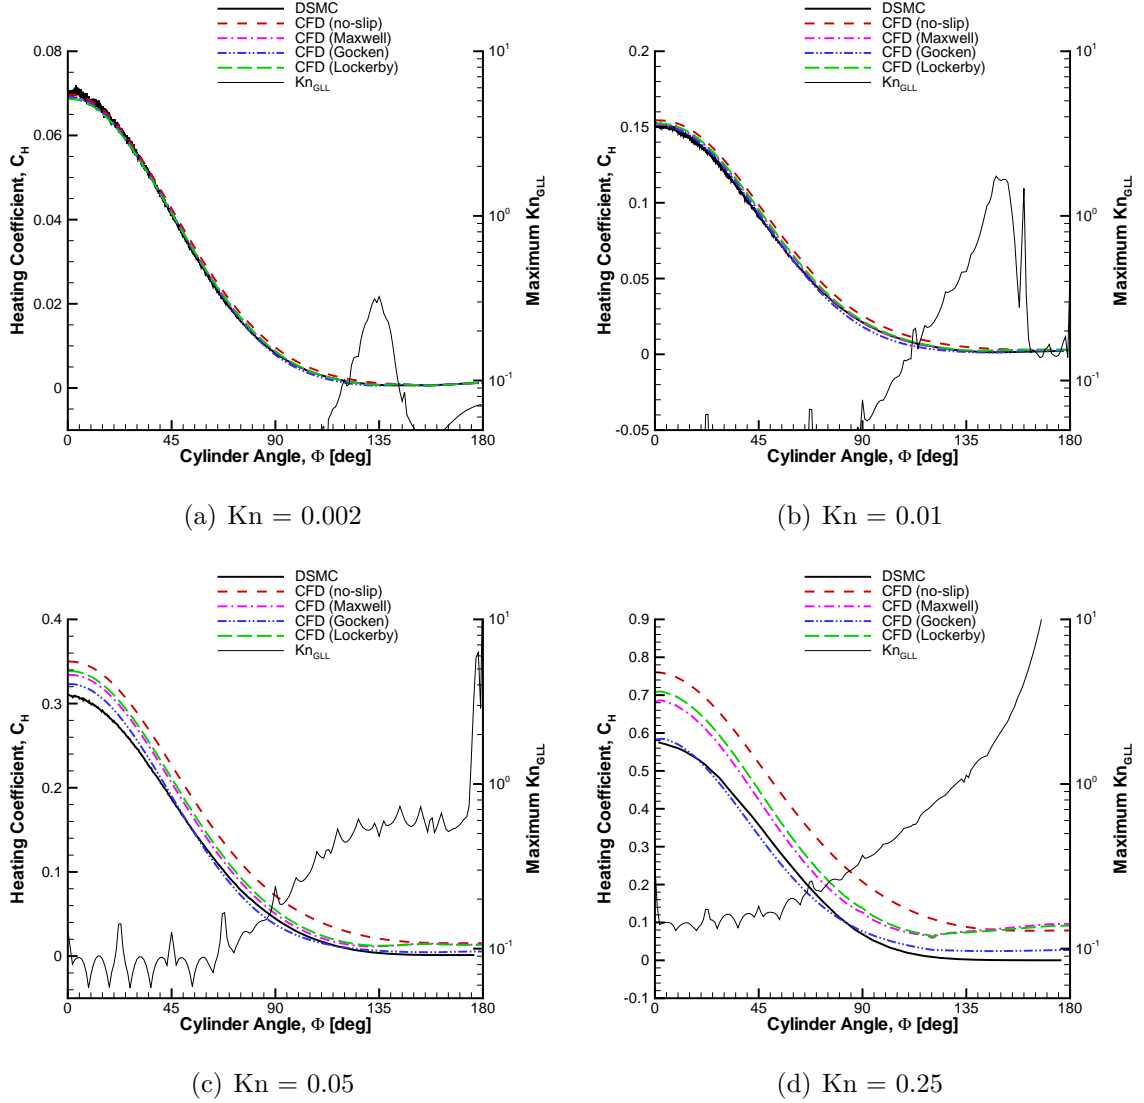 DSMC
CFD (no-slip)
CFD (Maxwell)
CFD (Gocken)
CFD (Lockerby)
Kn_GLL
0.08
0.06
0.04
0.02
0
Heating Coefficient, C_H
10^1
10^0
10^-1
Maximum Kn_GLL
0 45 90 135 180
Cylinder Angle, Φ [deg]
(a) Kn = 0.002
DSMC
CFD (no-slip)
CFD (Maxwell)
CFD (Gocken)
CFD (Lockerby)
Kn_GLL
0.2
0.15
0.1
0.05
0
-0.05
Heating Coefficient, C_H
10^1
10^0
10^-1
Maximum Kn_GLL
0 45 90 135 180
Cylinder Angle, Φ [deg]
(b) Kn = 0.01
DSMC
CFD (no-slip)
CFD (Maxwell)
CFD (Gocken)
CFD (Lockerby)
Kn_GLL
0.4
0.3
0.2
0.1
0
Heating Coefficient, C_H
10^1
10^0
10^-1
Maximum Kn_GLL
0 45 90 135 180
Cylinder Angle, Φ [deg]
(c) Kn = 0.05
DSMC
CFD (no-slip)
CFD (Maxwell)
CFD (Gocken)
CFD (Lockerby)
Kn_GLL
0.9
0.8
0.7
0.6
0.5
0.4
0.3
0.2
0.1
0
-0.1
Heating Coefficient, C_H
10^1
10^0
10^-1
Maximum Kn_GLL
0 45 90 135 180
Cylinder Angle, Φ [deg]
(d) Kn = 0.25